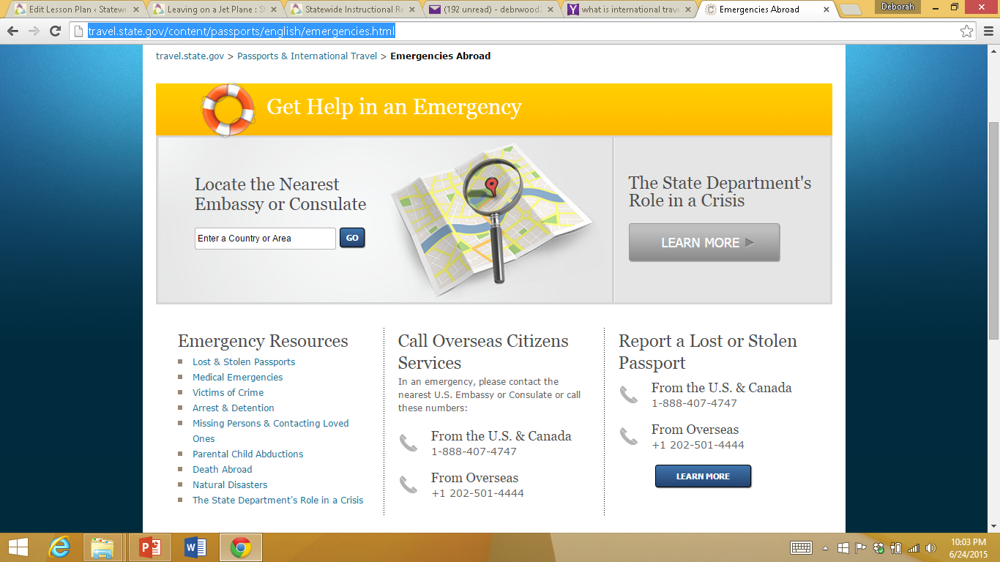 Edit Lesson Plan ‹ Statewi
Leaving on a Jet Plane : S
Statewide Instructional Re
(192 unread) - debrwood2
what is international trav
Emergencies Abroad
Deborah
travel.state.gov/content/passports/english/emergencies.html
travel.state.gov > Passports & International Travel > Emergencies Abroad
Get Help in an Emergency
Locate the Nearest
Embassy or Consulate
Enter a Country or Area
GO
The State Department's
Role in a Crisis
LEARN MORE
Emergency Resources
Lost & Stolen Passports
Medical Emergencies
Victims of Crime
Arrest & Detention
Missing Persons & Contacting Loved
Ones
Parental Child Abductions
Death Abroad
Natural Disasters
The State Department's Role in a Crisis
Call Overseas Citizens
Services
In an emergency, please contact the
nearest U.S. Embassy or Consulate or call
these numbers:
From the U.S. & Canada
1-888-407-4747
From Overseas
+1 202-501-4444
Report a Lost or Stolen
Passport
From the U.S. & Canada
1-888-407-4747
From Overseas
+1 202-501-4444
LEARN MORE
10:03 PM
6/24/2015